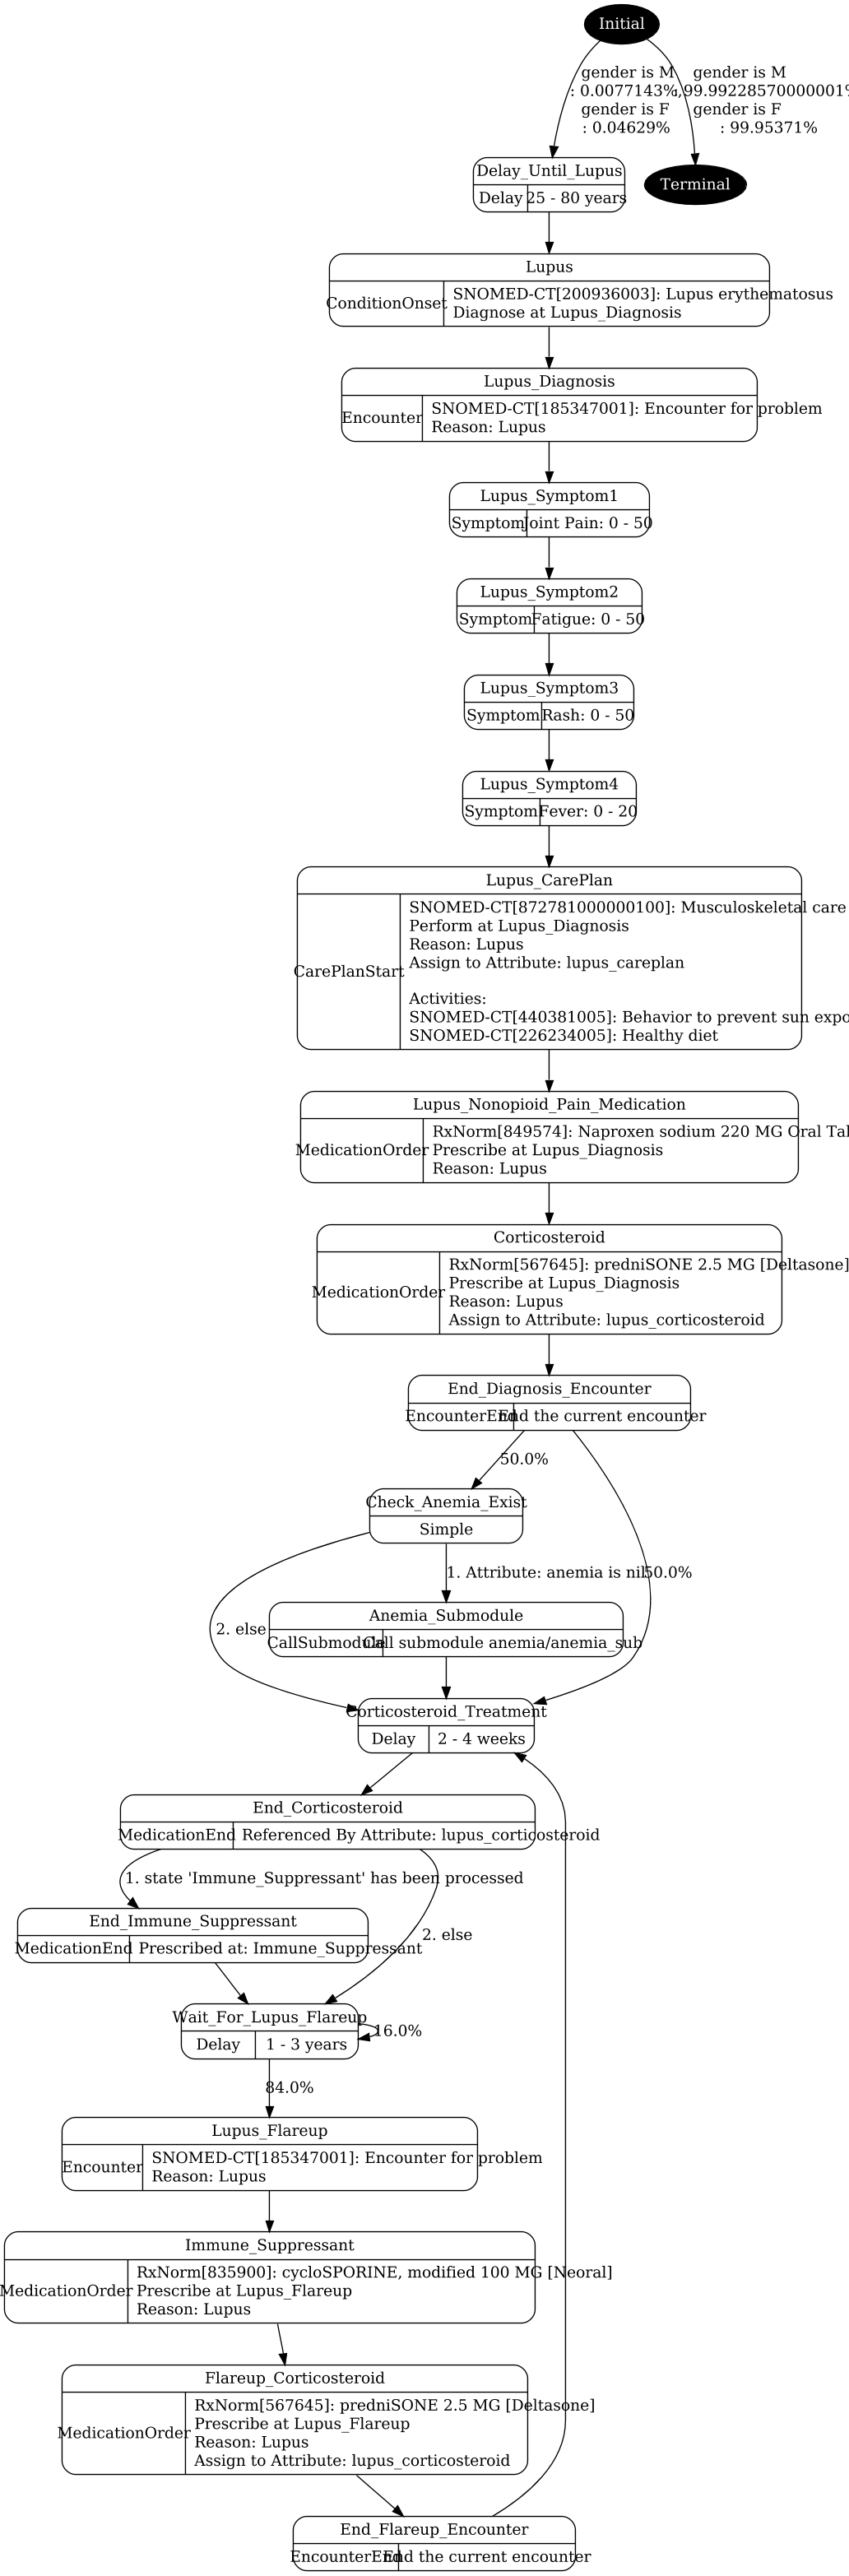 Initial
gender is M
: 0.0077143%,
gender is F
: 0.04629%
gender is M
99.99228570000001%
gender is F
: 99.95371%
Delay_Until_Lupus
Terminal
Delay
25 - 80 years
Lupus
ConditionOnset
SNOMED-CT[200936003]: Lupus erythematosus
Diagnose at Lupus_Diagnosis
Lupus_Diagnosis
Encounter
SNOMED-CT[185347001]: Encounter for problem
Reason: Lupus
Lupus_Symptom1
Symptom
Joint Pain: 0 - 50
Lupus_Symptom2
Symptom
Fatigue: 0 - 50
Lupus_Symptom3
Symptom
Rash: 0 - 50
Lupus_Symptom4
Symptom
Fever: 0 - 20
Lupus_CarePlan
CarePlanStart
SNOMED-CT[872781000000100]: Musculoskeletal care
Perform at Lupus_Diagnosis
Reason: Lupus
Assign to Attribute: lupus_careplan
Activities:
SNOMED-CT[440381005]: Behavior to prevent sun expo
SNOMED-CT[226234005]: Healthy diet
Lupus_Nonopioid_Pain_Medication
MedicationOrder
RxNorm[849574]: Naproxen sodium 220 MG Oral Tal
Prescribe at Lupus_Diagnosis
Reason: Lupus
Corticosteroid
MedicationOrder
RxNorm[567645]: predniSONE 2.5 MG [Deltasone]
Prescribe at Lupus_Diagnosis
Reason: Lupus
Assign to Attribute: lupus_corticosteroid
End_Diagnosis_Encounter
EncounterEnd
End the current encounter
50.0%
Check_Anemia_Exist
Simple
1. Attribute: anemia is nil
50.0%
2. else
Anemia_Submodule
CallSubmodule
Call submodule anemia/anemia_sub
Corticosteroid_Treatment
Delay
2 - 4 weeks
End_Corticosteroid
MedicationEnd
Referenced By Attribute: lupus_corticosteroid
1. state 'Immune_Suppressant' has been processed
2. else
End_Immune_Suppressant
MedicationEnd
Prescribed at: Immune_Suppressant
Wait_For_Lupus_Flareup
Delay
1 - 3 years
16.0%
84.0%
Lupus_Flareup
Encounter
SNOMED-CT[185347001]: Encounter for problem
Reason: Lupus
Immune_Suppressant
MedicationOrder
RxNorm[835900]: cycloSPORINE, modified 100 MG [Neoral]
Prescribe at Lupus_Flareup
Reason: Lupus
Flareup_Corticosteroid
MedicationOrder
RxNorm[567645]: predniSONE 2.5 MG [Deltasone]
Prescribe at Lupus_Flareup
Reason: Lupus
Assign to Attribute: lupus_corticosteroid
End_Flareup_Encounter
EncounterEnd
End the current encounter